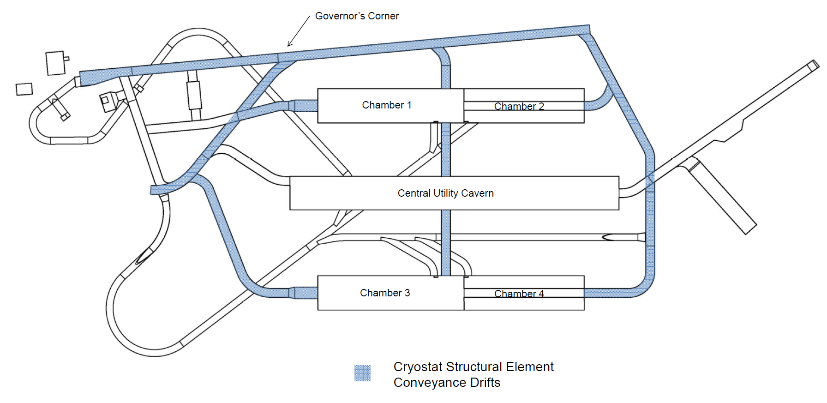 Governor's Corner
Chamber 1
Chamber 2
Central Utility Cavern
Chamber 3
Chamber 4
Cryostat Structural Element
Conveyance Drifts